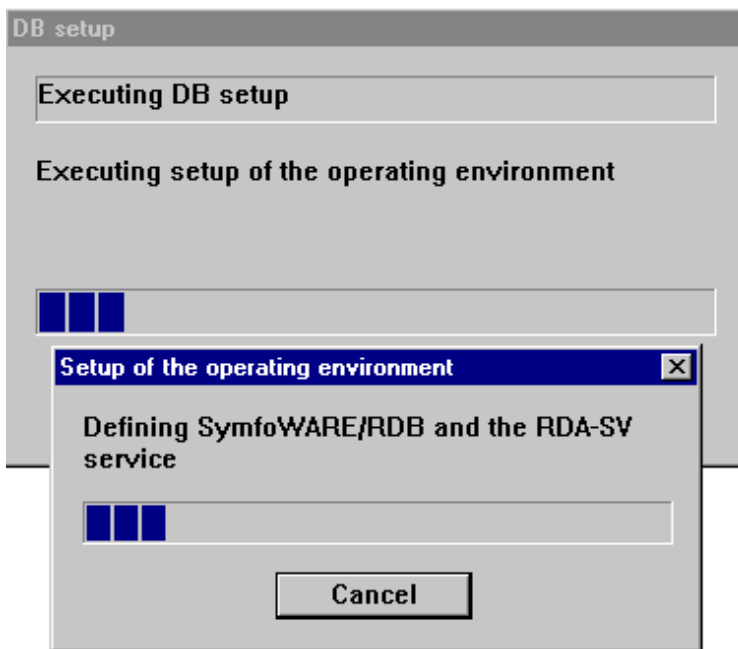 DB setup
Executing DB setup
Executing setup of the operating environment
Setup of the operating environment
Defining SymfoWARE/RDB and the RDA-SV
service
Cancel